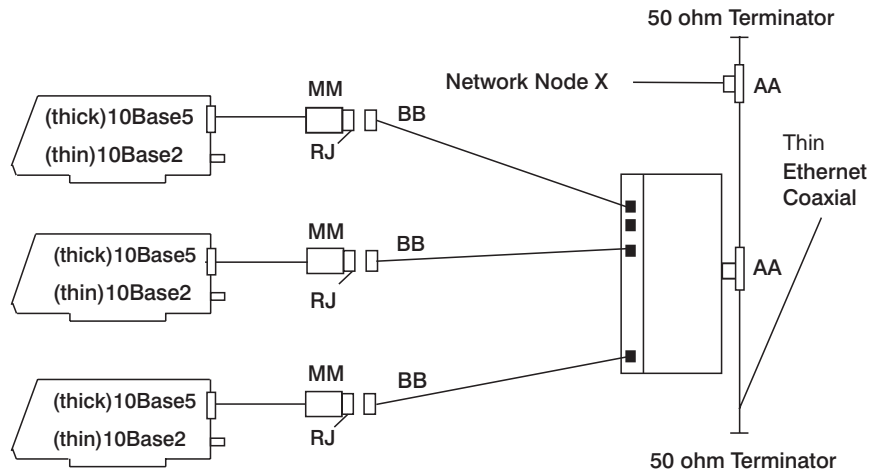 50 ohm Terminator
Network Node X
AA
Thin
Ethernet
Coaxial
AA
50 ohm Terminator
(thick)10Base5
(thin)10Base2
MM
RJ
BB
(thick)10Base5
(thin)10Base2
MM
RJ
BB
(thick)10Base5
(thin)10Base2
MM
RJ
BB